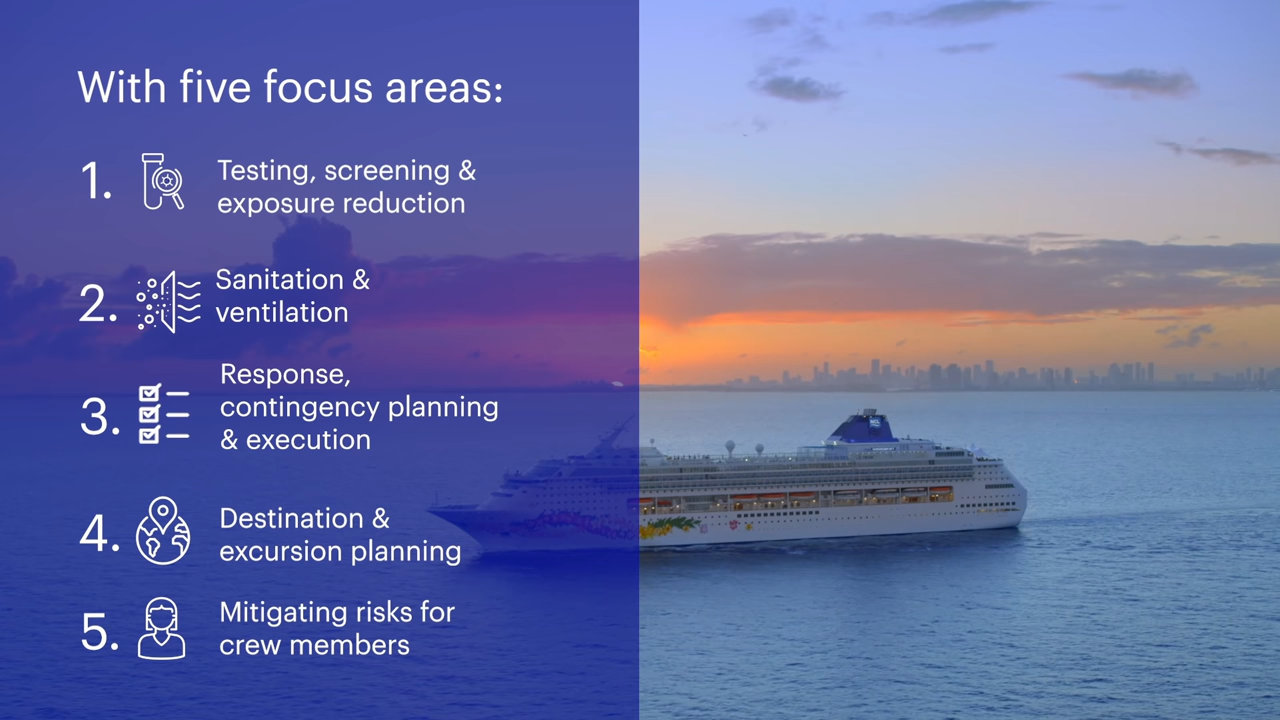 With five focus areas:
1. Testing, screening &
exposure reduction
2. Sanitation &
ventilation
3. Response,
contingency planning
& execution
4. Destination &
excursion planning
5. Mitigating risks for
crew members